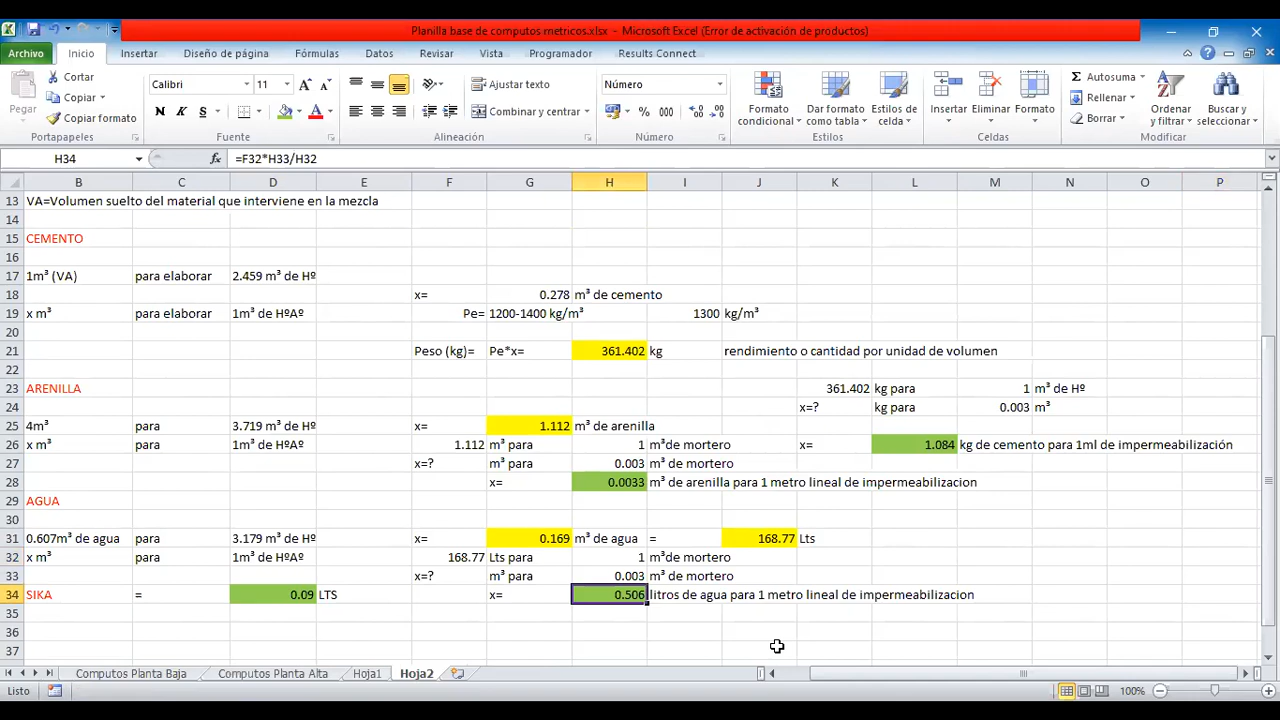 Planilla base de computos metricos.xlsx - Microsoft Excel (Error de activación de productos)
Archivo Inicio Insertar Diseño de página Fórmulas Datos Revisar Vista Programador Results Connect
Cortar Calibri 11 Ajustar texto Número Autosuma
Copiar Combinar y centrar Rellenar
Pegar Copiar formato N K S % 000 Formato condicional Dar formato como tabla Estilos de celda Insertar Eliminar Formato Borrar Ordenar y filtrar Buscar y seleccionar
Portapapeles Fuente Alineación Número Estilos Celdas Modificar
H34 fx =F32*H33/H32
B C D E F G H I J K L M N O P
13 VA=Volumen suelto del material que interviene en la mezcla
14
15 CEMENTO
16
17 1m³ (VA) para elaborar 2.459 m³ de Hº
18 x= 0.278 m³ de cemento
19 x m³ para elaborar 1m³ de HºAº Pe= 1200-1400 kg/m³ 1300 kg/m³
20
21 Peso (kg)= Pe*x= 361.402 kg rendimiento o cantidad por unidad de volumen
22
23 ARENILLA 361.402 kg para 1 m³ de Hº
24 x=? kg para 0.003 m³
25 4m³ para 3.719 m³ de Hº x= 1.112 m³ de arenilla
26 x m³ para 1m³ de HºAº 1.112 m³ para 1 m³de mortero x= 1.084 kg de cemento para 1ml de impermeabilización
27 x=? m³ para 0.003 m³ de mortero
28 x= 0.0033 m³ de arenilla para 1 metro lineal de impermeabilizacion
29 AGUA
30
31 0.607m³ de agua para 3.179 m³ de Hº x= 0.169 m³ de agua = 168.77 Lts
32 x m³ para 1m³ de HºAº 168.77 Lts para 1 m³de mortero
33 x=? m³ para 0.003 m³ de mortero
34 SIKA = 0.09 LTS x= 0.506 litros de agua para 1 metro lineal de impermeabilizacion
35
36
37
Computos Planta Baja Computos Planta Alta Hoja1 Hoja2
Listo 100%